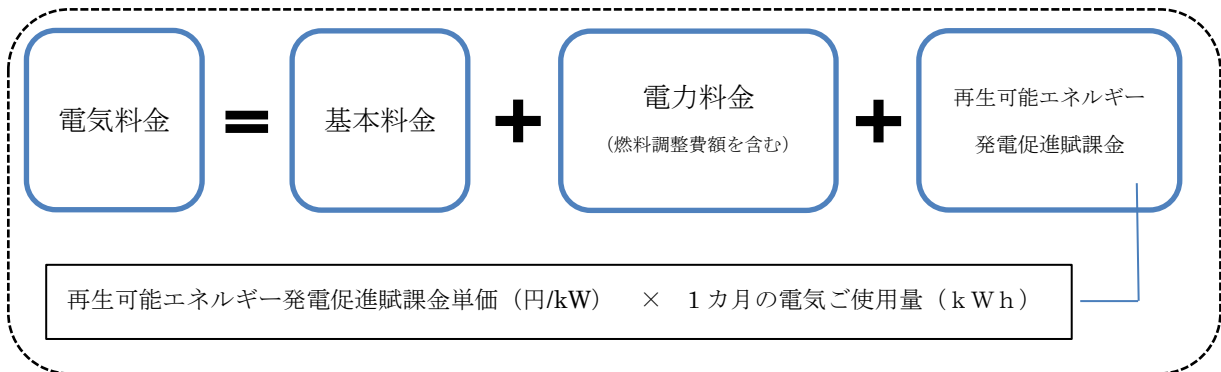 電気料金 = 基本料金 + 電力料金 + 再生可能エネルギー
(燃料調整費額を含む) 発電促進賦課金
再生可能エネルギー発電促進賦課金単価（円/kW） × １カ月の電気ご使用量（ｋＷｈ）